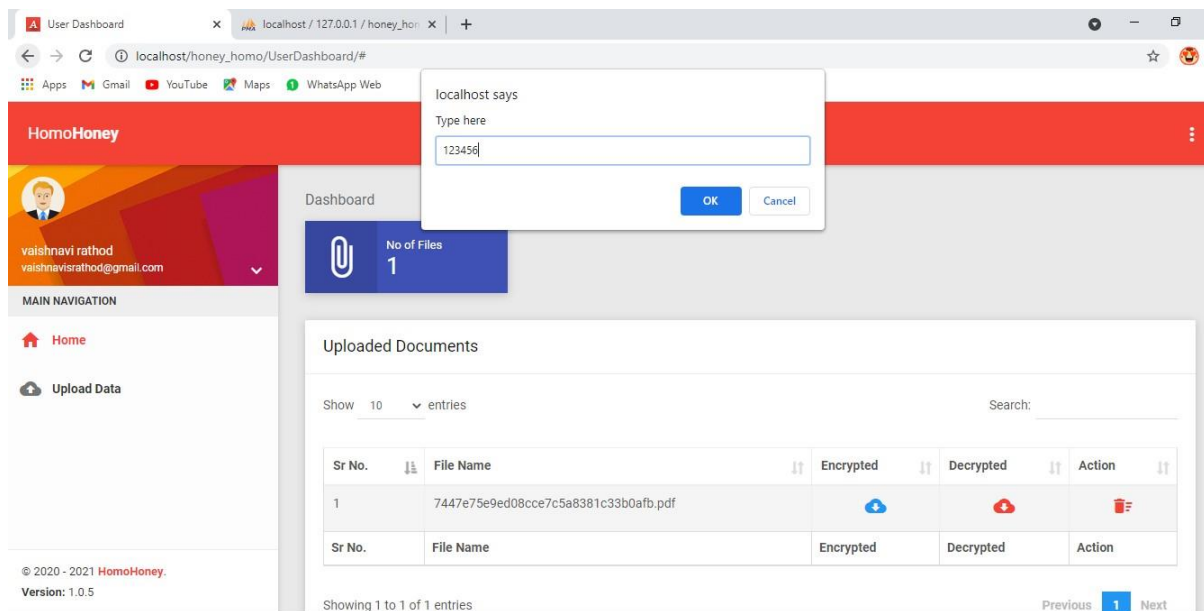 User Dashboard
localhost / 127.0.0.1 / honey_hom
localhost/honey_homo/UserDashboard/#
Apps Gmail YouTube Maps WhatsApp Web
localhost says
Type here
123456
OK Cancel
HomoHoney
vaishnavi rathod
vaishnavisrathod@gmail.com
MAIN NAVIGATION
Home
Upload Data
© 2020 - 2021 HomoHoney.
Version: 1.0.5
Dashboard
No of Files
1
Uploaded Documents
Show 10 entries Search:
Sr No. File Name Encrypted Decrypted Action
1 7447e75e9ed08cce7c5a8381c33b0afb.pdf
Sr No. File Name Encrypted Decrypted Action
Showing 1 to 1 of 1 entries Previous 1 Next